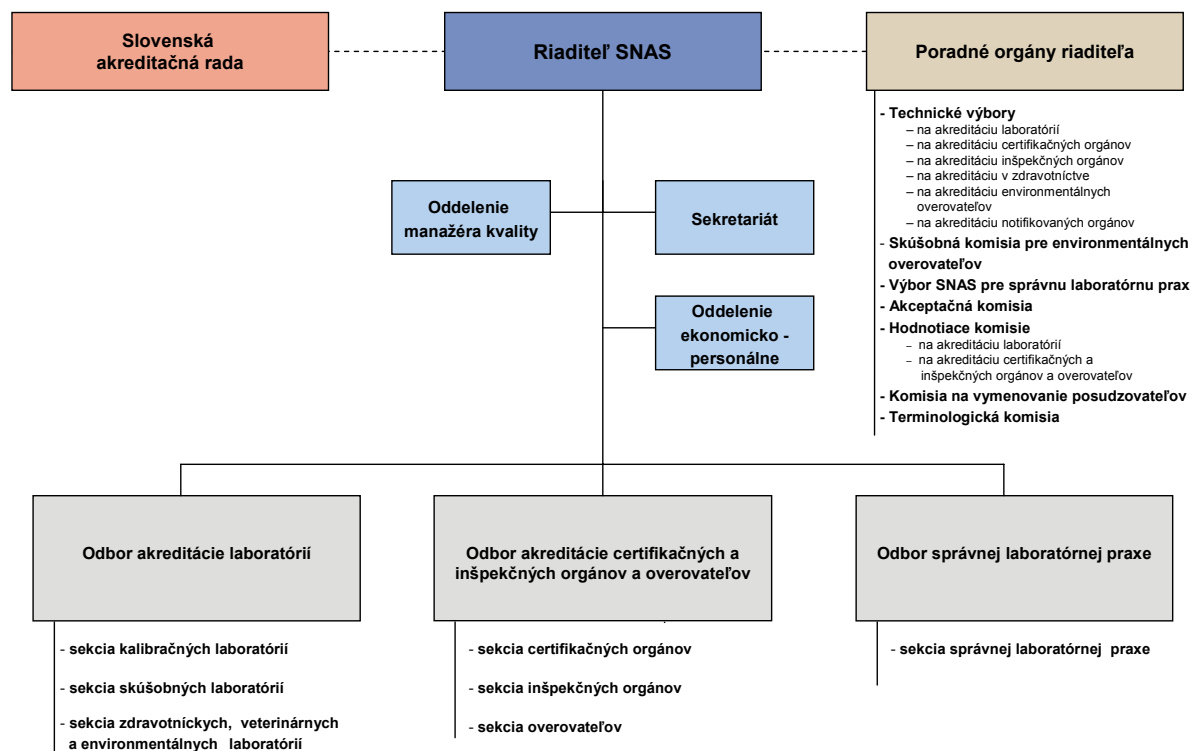 Slovenská
akreditačná rada
Riaditeľ SNAS
Poradné orgány riaditeľa
- Technické výbory
– na akreditáciu laboratórií
– na akreditáciu certifikačných orgánov
– na akreditáciu inšpekčných orgánov
– na akreditáciu v zdravotníctve
– na akreditáciu environmentálnych
overovateľov
– na akreditáciu notifikovaných orgánov
- Skúšobná komisia pre environmentálnych
overovateľov
- Výbor SNAS pre správnu laboratórnu prax
- Akceptačná komisia
- Hodnotiace komisie
– na akreditáciu laboratórií
– na akreditáciu certifikačných a
inšpekčných orgánov a overovateľov
- Komisia na vymenovanie posudzovateľov
- Terminologická komisia
Oddelenie
manažéra kvality
Sekretariát
Oddelenie
ekonomicko -
personálne
Odbor akreditácie laboratórií
- sekcia kalibračných laboratórií
- sekcia skúšobných laboratórií
- sekcia zdravotníckych, veterinárnych
a environmentálnych laboratórií
Odbor akreditácie certifikačných a
inšpekčných orgánov a overovateľov
- sekcia certifikačných orgánov
- sekcia inšpekčných orgánov
- sekcia overovateľov
Odbor správnej laboratórnej praxe
- sekcia správnej laboratórnej praxe